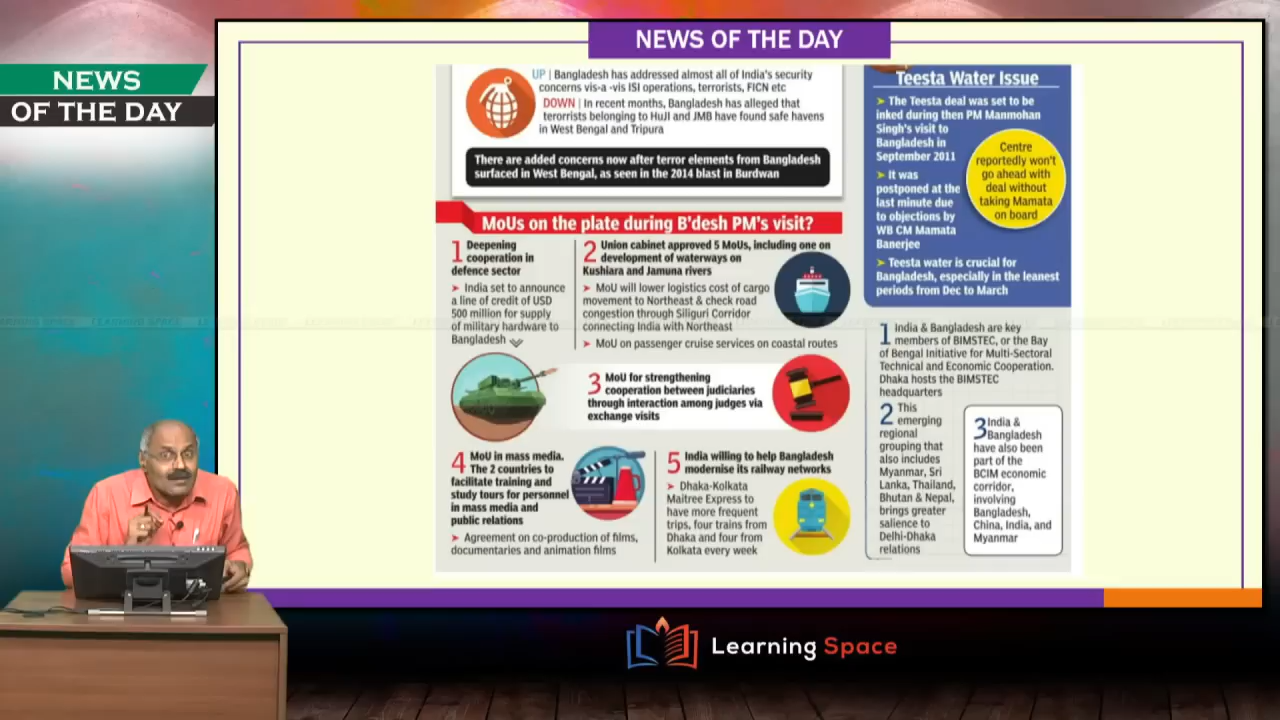 NEWS OF THE DAY
NEWS
OF THE DAY
UP | Bangladesh has addressed almost all of India's security
concerns vis-a -vis ISI operations, terrorists, FICN etc
DOWN | In recent months, Bangladesh has alleged that
terrorists belonging to HuJI and JMB have found safe havens
in West Bengal and Tripura
There are added concerns now after terror elements from Bangladesh
surfaced in West Bengal, as seen in the 2014 blast in Burdwan
MoUs on the plate during B'desh PM's visit?
1 Deepening
cooperation in
defence sector
➤ India set to announce
a line of credit of USD
500 million for supply
of military hardware to
Bangladesh
2 Union cabinet approved 5 MoUs, including one on
development of waterways on
Kushiara and Jamuna rivers
➤ MoU will lower logistics cost of cargo
movement to Northeast & check road
congestion through Siliguri Corridor
connecting India with Northeast
➤ MoU on passenger cruise services on coastal routes
3 MoU for strengthening
cooperation between judiciaries
through interaction among judges via
exchange visits
4 MoU in mass media.
The 2 countries to
facilitate training and
study tours for personnel
in mass media and
public relations
➤ Agreement on co-production of films,
documentaries and animation films
5 India willing to help Bangladesh
modernise its railway networks
➤ Dhaka-Kolkata
Maitree Express to
have more frequent
trips, four trains from
Dhaka and four from
Kolkata every week
Teesta Water Issue
➤ The Teesta deal was set to be
inked during then PM Manmohan
Singh's visit to
Bangladesh in
September 2011
➤ It was
postponed at the
last minute due
to objections by
WB CM Mamata
Banerjee
➤ Teesta water is crucial for
Bangladesh, especially in the leanest
periods from Dec to March
Centre
reportedly won't
go ahead with
deal without
taking Mamata
on board
1 India & Bangladesh are key
members of BIMSTEC, or the Bay
of Bengal Initiative for Multi-Sectoral
Technical and Economic Cooperation.
Dhaka hosts the BIMSTEC
headquarters
2 This
emerging
regional
grouping that
also includes
Myanmar, Sri
Lanka, Thailand,
Bhutan & Nepal,
brings greater
salience to
Delhi-Dhaka
relations
3 India &
Bangladesh
have also been
part of the
BCIM economic
corridor,
involving
Bangladesh,
China, India, and
Myanmar
Learning Space